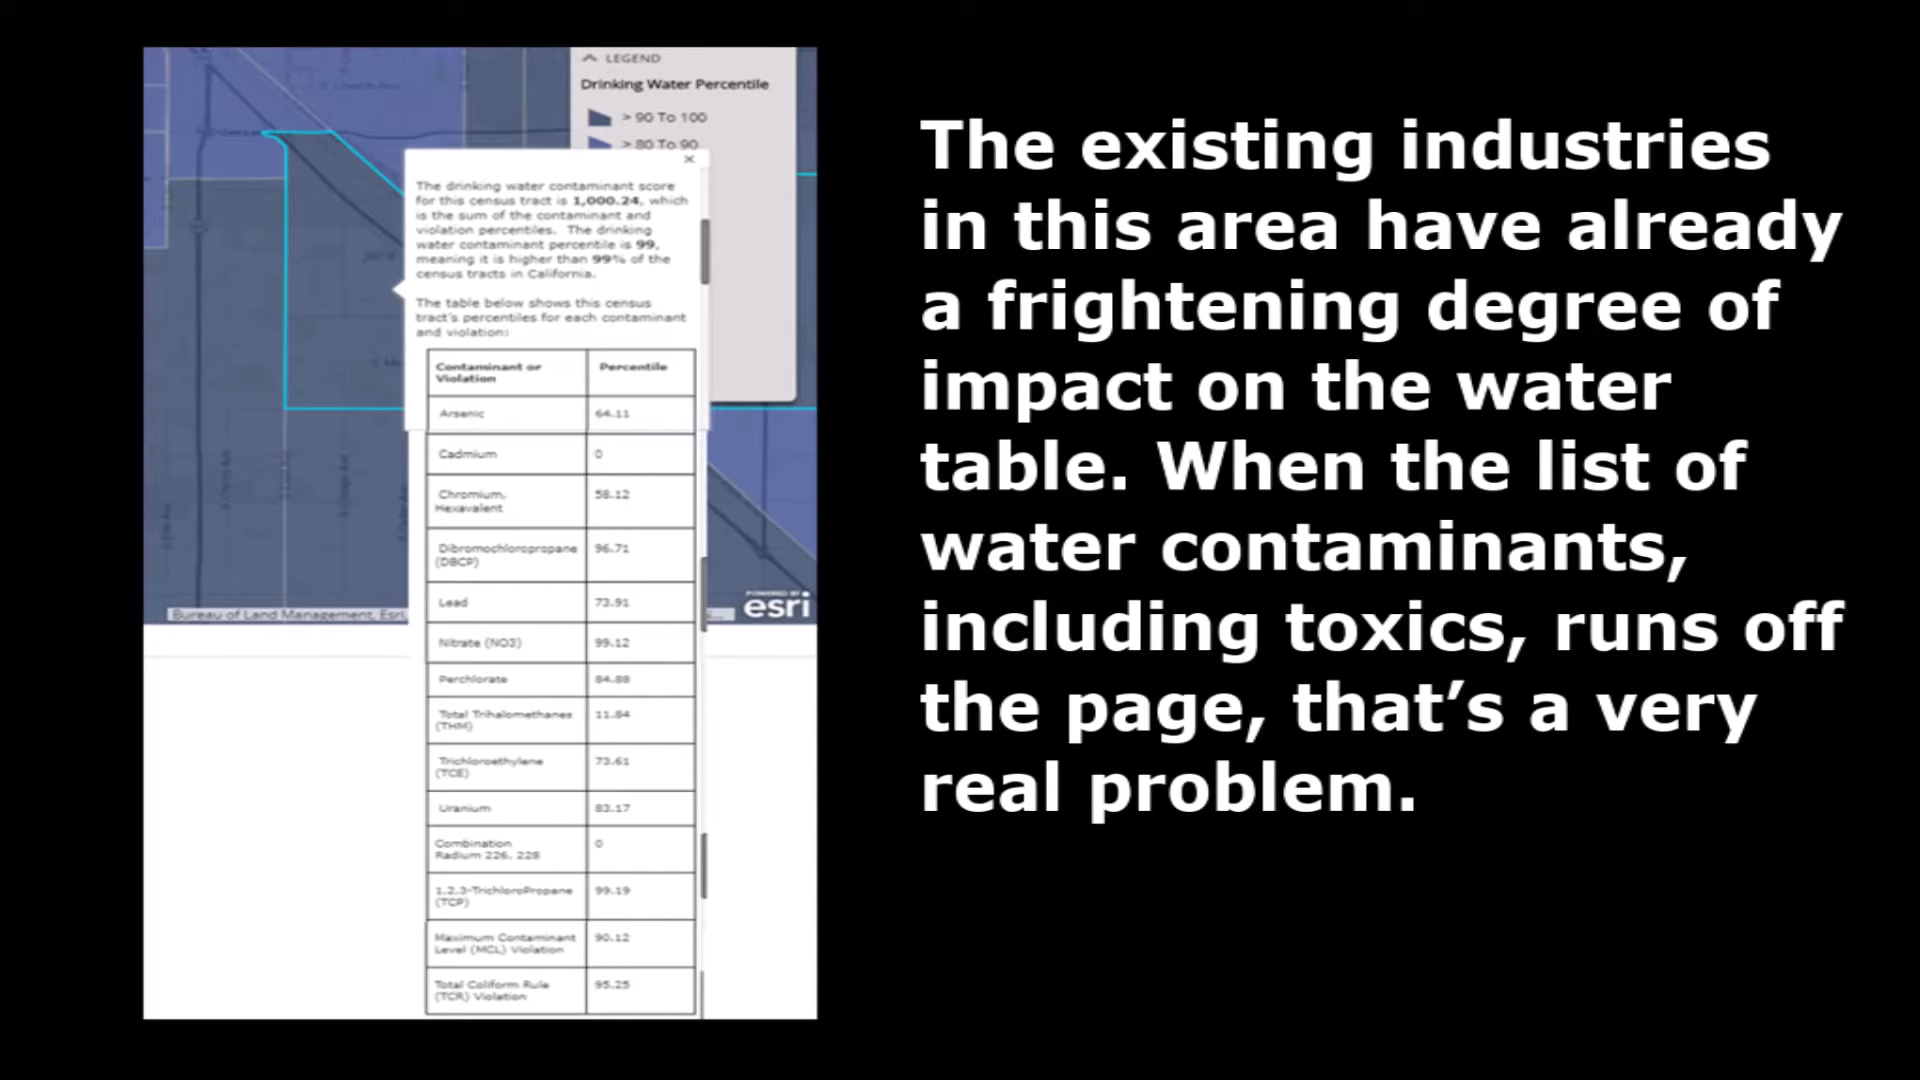 LEGEND
Drinking Water Percentile
> 90 To 100
> 80 To 90
The drinking water contaminant score
for this census tract is 1,000.24, which
is the sum of the contaminant and
violation percentiles. The drinking
water contaminant percentile is 99,
meaning it is higher than 99% of the
census tracts in California.
The table below shows this census
tract's percentiles for each contaminant
and violation:
Contaminant or Percentile
Violation
Arsenic 64.11
Cadmium 0
Chromium, 58.12
Hexavalent
Dibromochloropropane 96.71
(DBCP)
Lead 73.91
Nitrate (NO3) 99.12
Perchlorate 84.88
Total Trihalomethanes 11.84
(THM)
Trichloroethylene 73.61
(TCE)
Uranium 83.17
Combination 0
Radium 226, 228
1,2,3-TrichloroPropane 99.19
(TCP)
Maximum Contaminant 90.12
Level (MCL) Violation
Total Coliform Rule 95.25
(TCR) Violation
Bureau of Land Management, Esri,
POWERED BY
esri
The existing industries
in this area have already
a frightening degree of
impact on the water
table. When the list of
water contaminants,
including toxics, runs off
the page, that’s a very
real problem.